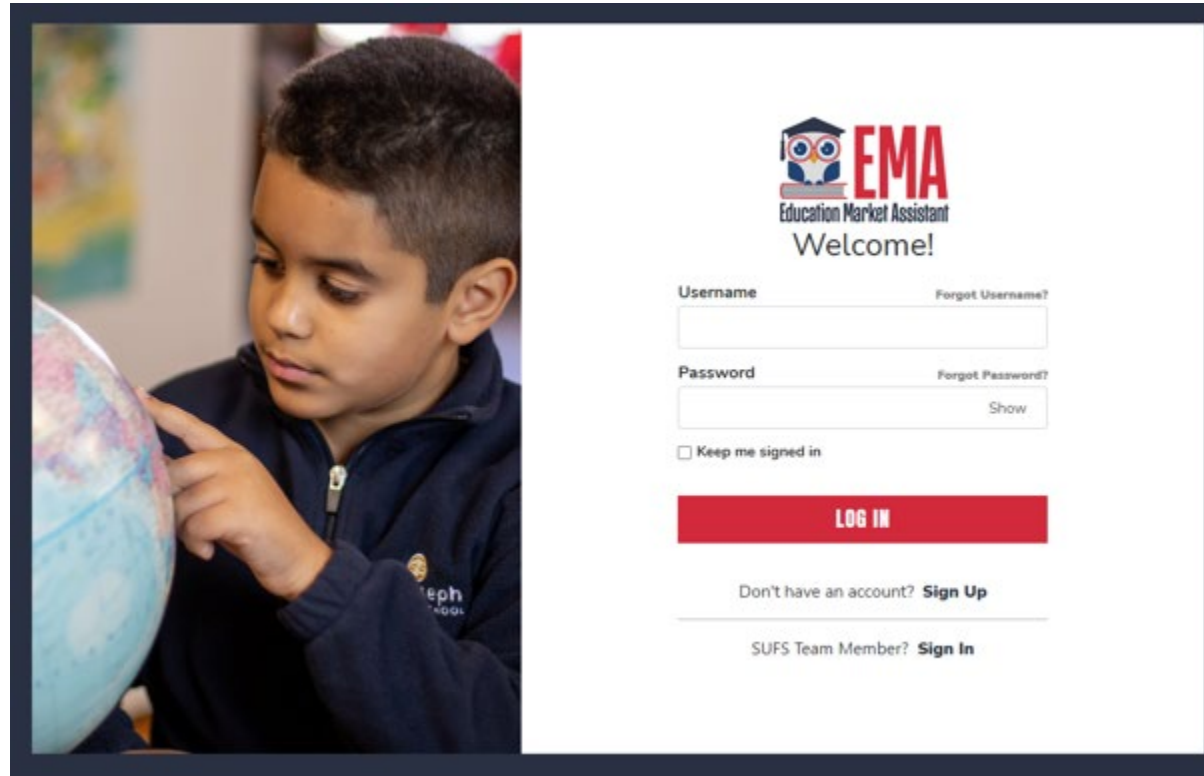 EMA
Education Market Assistant
Welcome!
Username Forgot Username?
Password Forgot Password?
Show
Keep me signed in
LOG IN
Don't have an account? Sign Up
SUFS Team Member? Sign In
eph